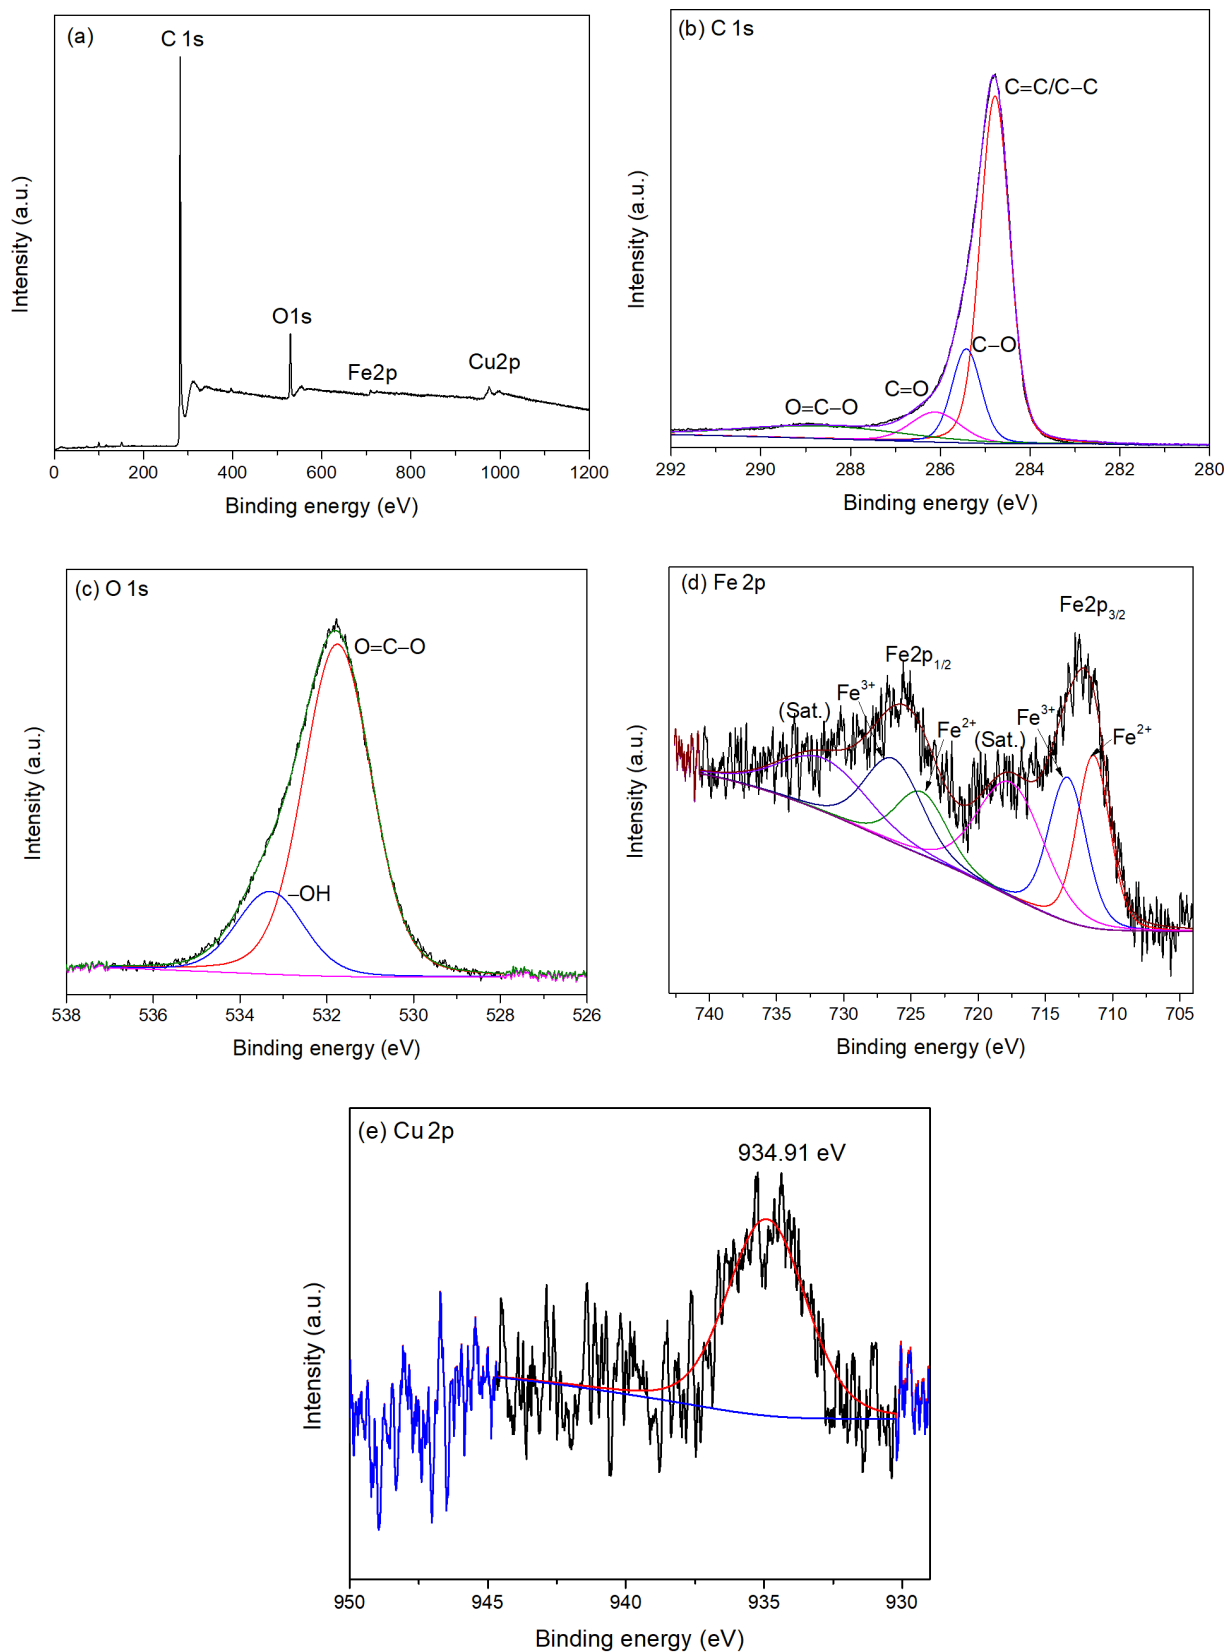 (a)
C 1s
O1s
Fe2p
Cu2p
Intensity (a.u.)
0 200 400 600 800 1000 1200
Binding energy (eV)
(b) C 1s
C=C/C−C
C−O
C=O
O=C−O
Intensity (a.u.)
292 290 288 286 284 282 280
Binding energy (eV)
(c) O 1s
O=C−O
−OH
Intensity (a.u.)
538 536 534 532 530 528 526
Binding energy (eV)
(d) Fe 2p
Fe2p3/2
Fe2p1/2
Fe3+
(Sat.)
Fe2+
(Sat.)
Fe3+
Fe2+
Intensity (a.u.)
740 735 730 725 720 715 710 705
Binding energy (eV)
(e) Cu 2p
934.91 eV
Intensity (a.u.)
950 945 940 935 930
Binding energy (eV)